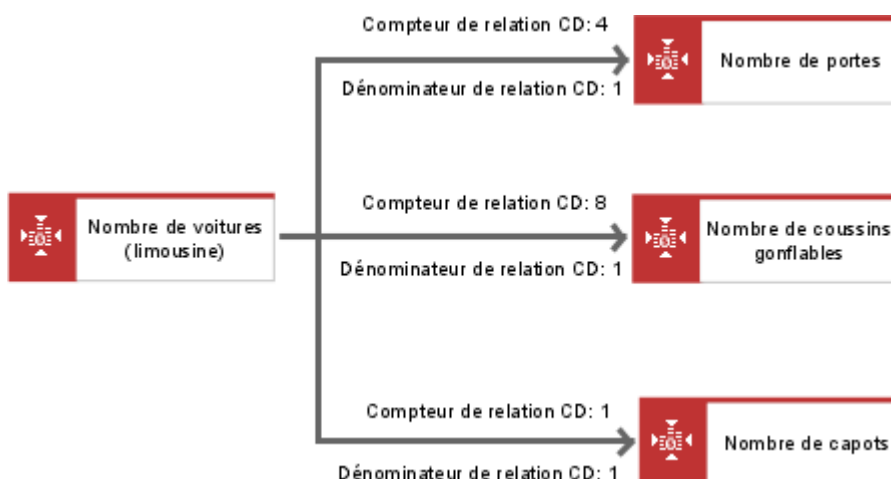 Compteur de relation CD: 4
Nombre de portes
Dénominateur de relation CD: 1
Compteur de relation CD: 8
Nombre de voitures
(limousine)
Nombre de coussins
gonflables
Dénominateur de relation CD: 1
Compteur de relation CD: 1
Nombre de capots
Dénominateur de relation CD: 1